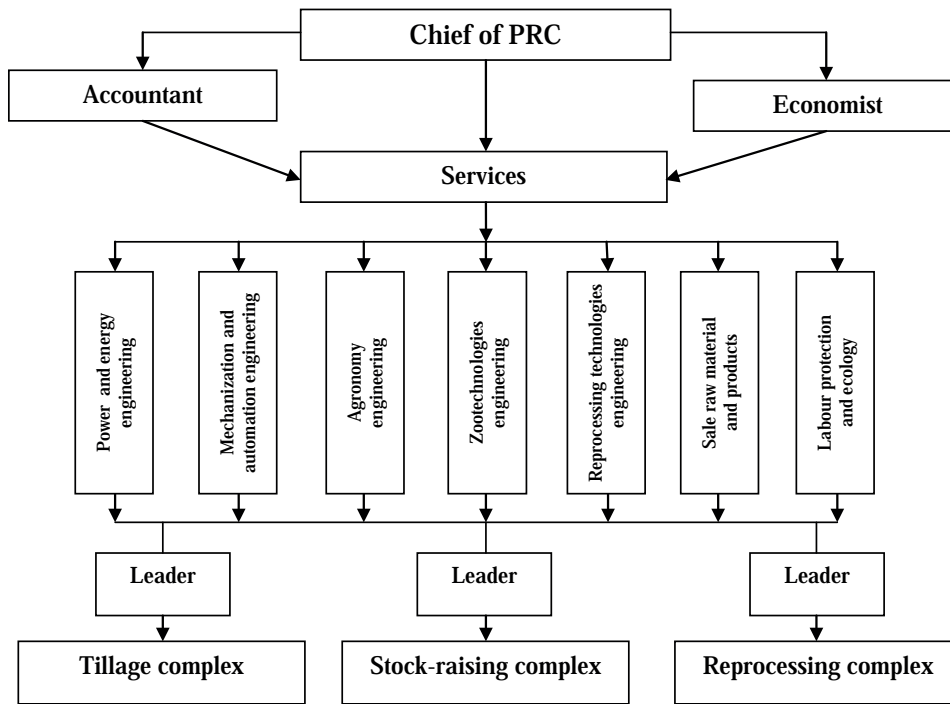 Chief of PRC
Accountant
Economist
Services
Power and energy
engineering
Mechanization and
automation engineering
Agronomy
engineering
Zootechnologies
engineering
Reprocessing technologies
engineering
Sale raw material
and products
Labour protection
and ecology
Leader
Leader
Leader
Tillage complex
Stock-raising complex
Reprocessing complex